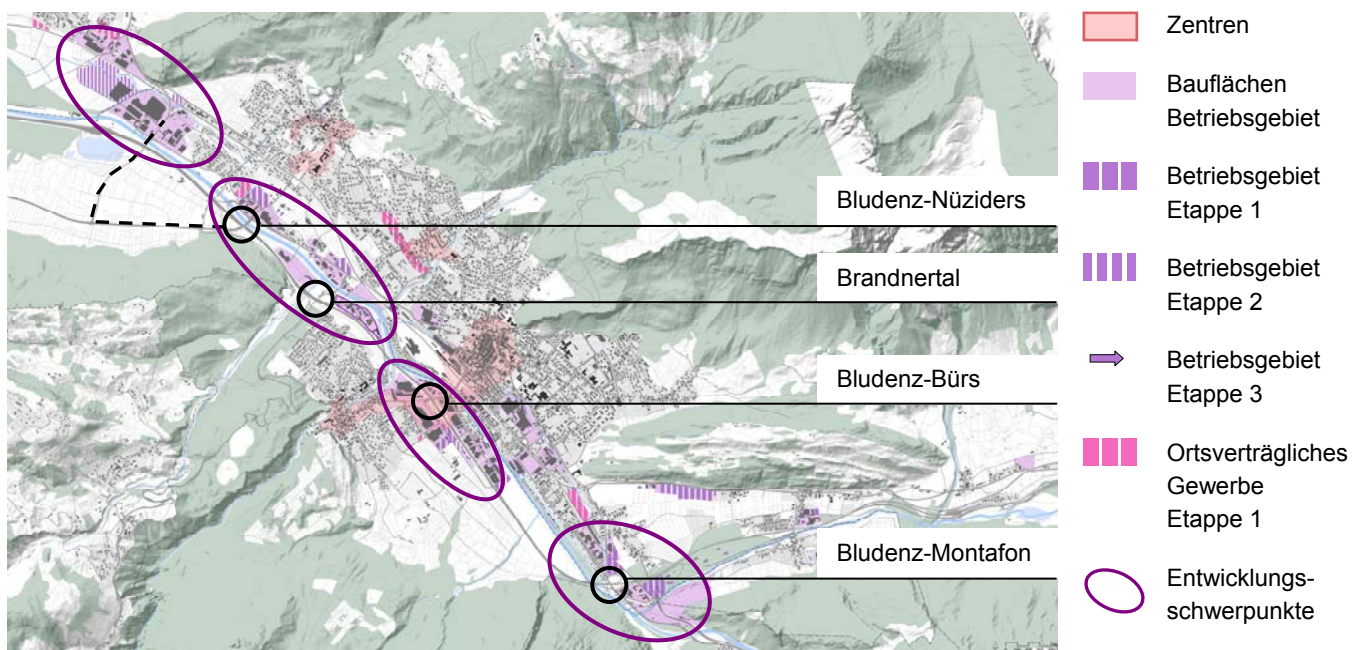 Bludenz-Nüziders
Brandnertal
Bludenz-Bürs
Bludenz-Montafon
Zentren
Bauflächen
Betriebsgebiet
Betriebsgebiet
Etappe 1
Betriebsgebiet
Etappe 2
Betriebsgebiet
Etappe 3
Ortsverträgliches
Gewerbe
Etappe 1
Entwicklungs-
schwerpunkte